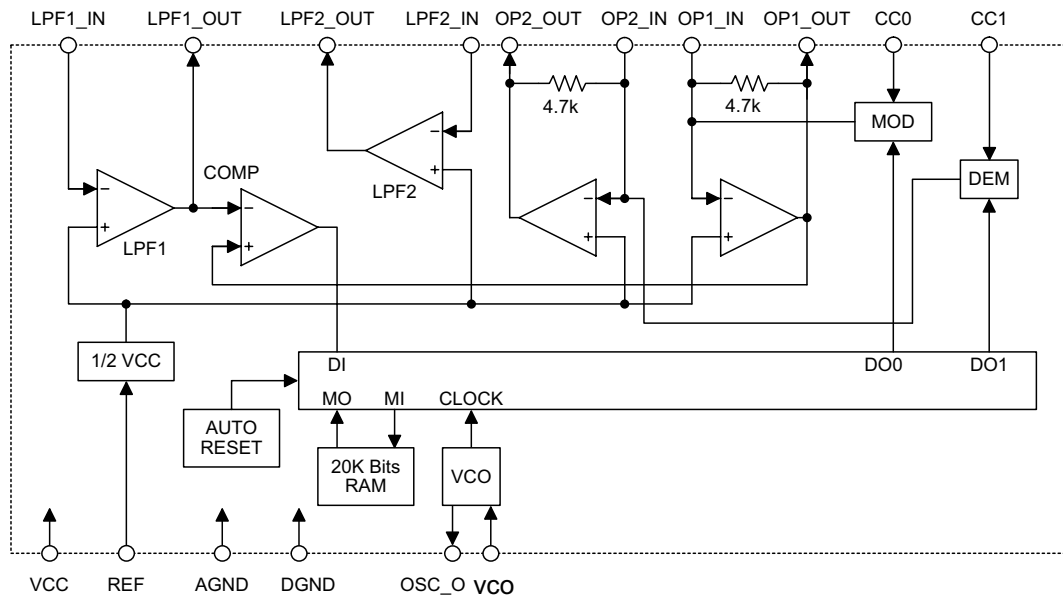 LPF1_IN
LPF1_OUT
LPF2_OUT
LPF2_IN
OP2_OUT
OP2_IN
OP1_IN
OP1_OUT
CC0
CC1
4.7k
4.7k
MOD
DEM
COMP
LPF2
LPF1
−
+
−
+
−
+
−
+
−
+
1/2 VCC
DI
DO0
DO1
MO
MI
CLOCK
AUTO
RESET
20K Bits
RAM
VCO
VCC
REF
AGND
DGND
OSC_O
VCO